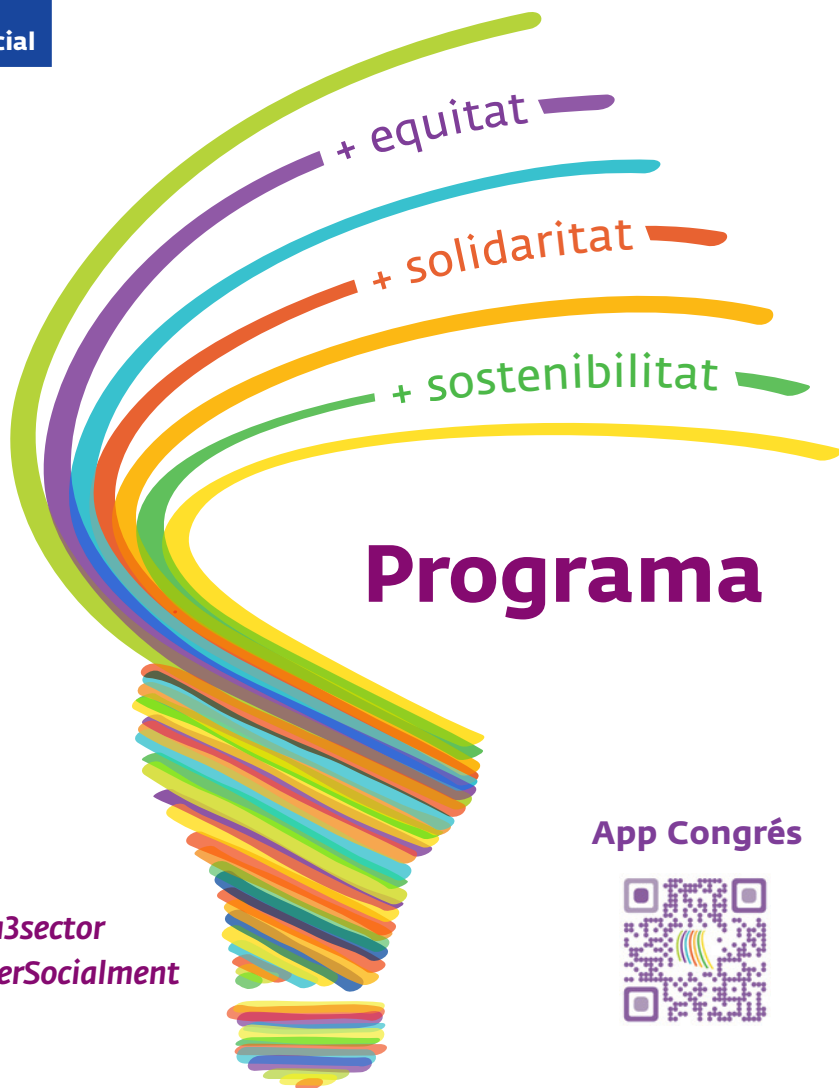 cial
+ equitat
+ solidaritat
+ sostenibilitat
Programa
App Congrés
3sector
erSocialment